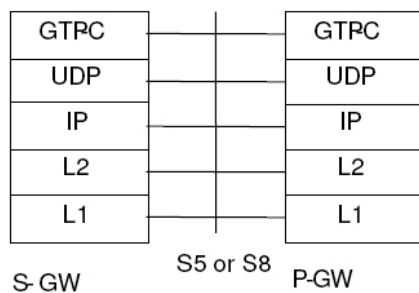 GTP-C GTP-C
UDP UDP
IP IP
L2 L2
L1 L1
S5 or S8
S- GW P-GW